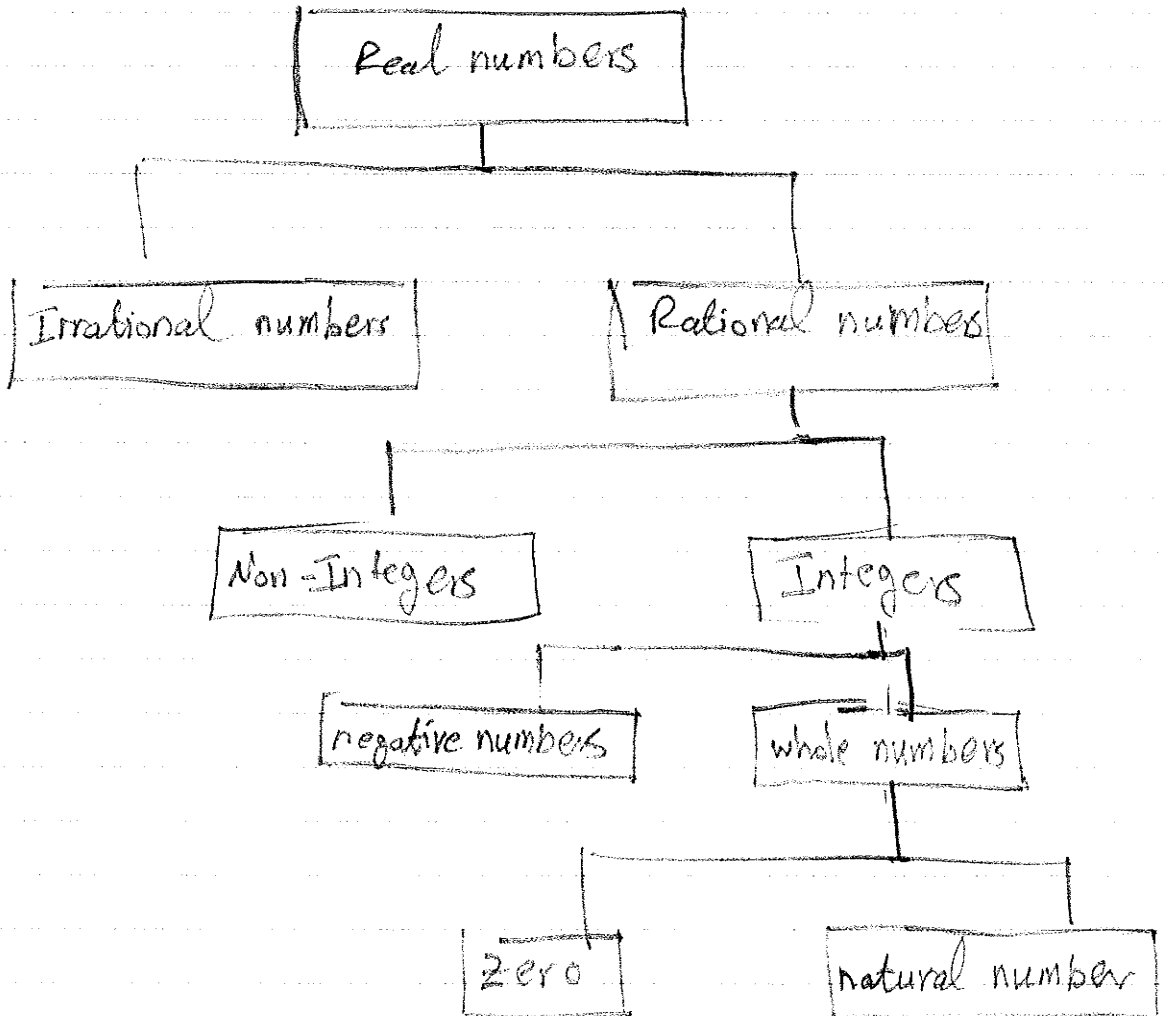 Real numbers
Irrational numbers
Rational numbers
Non-Integers
Integers
negative numbers
whole numbers
Zero
natural number